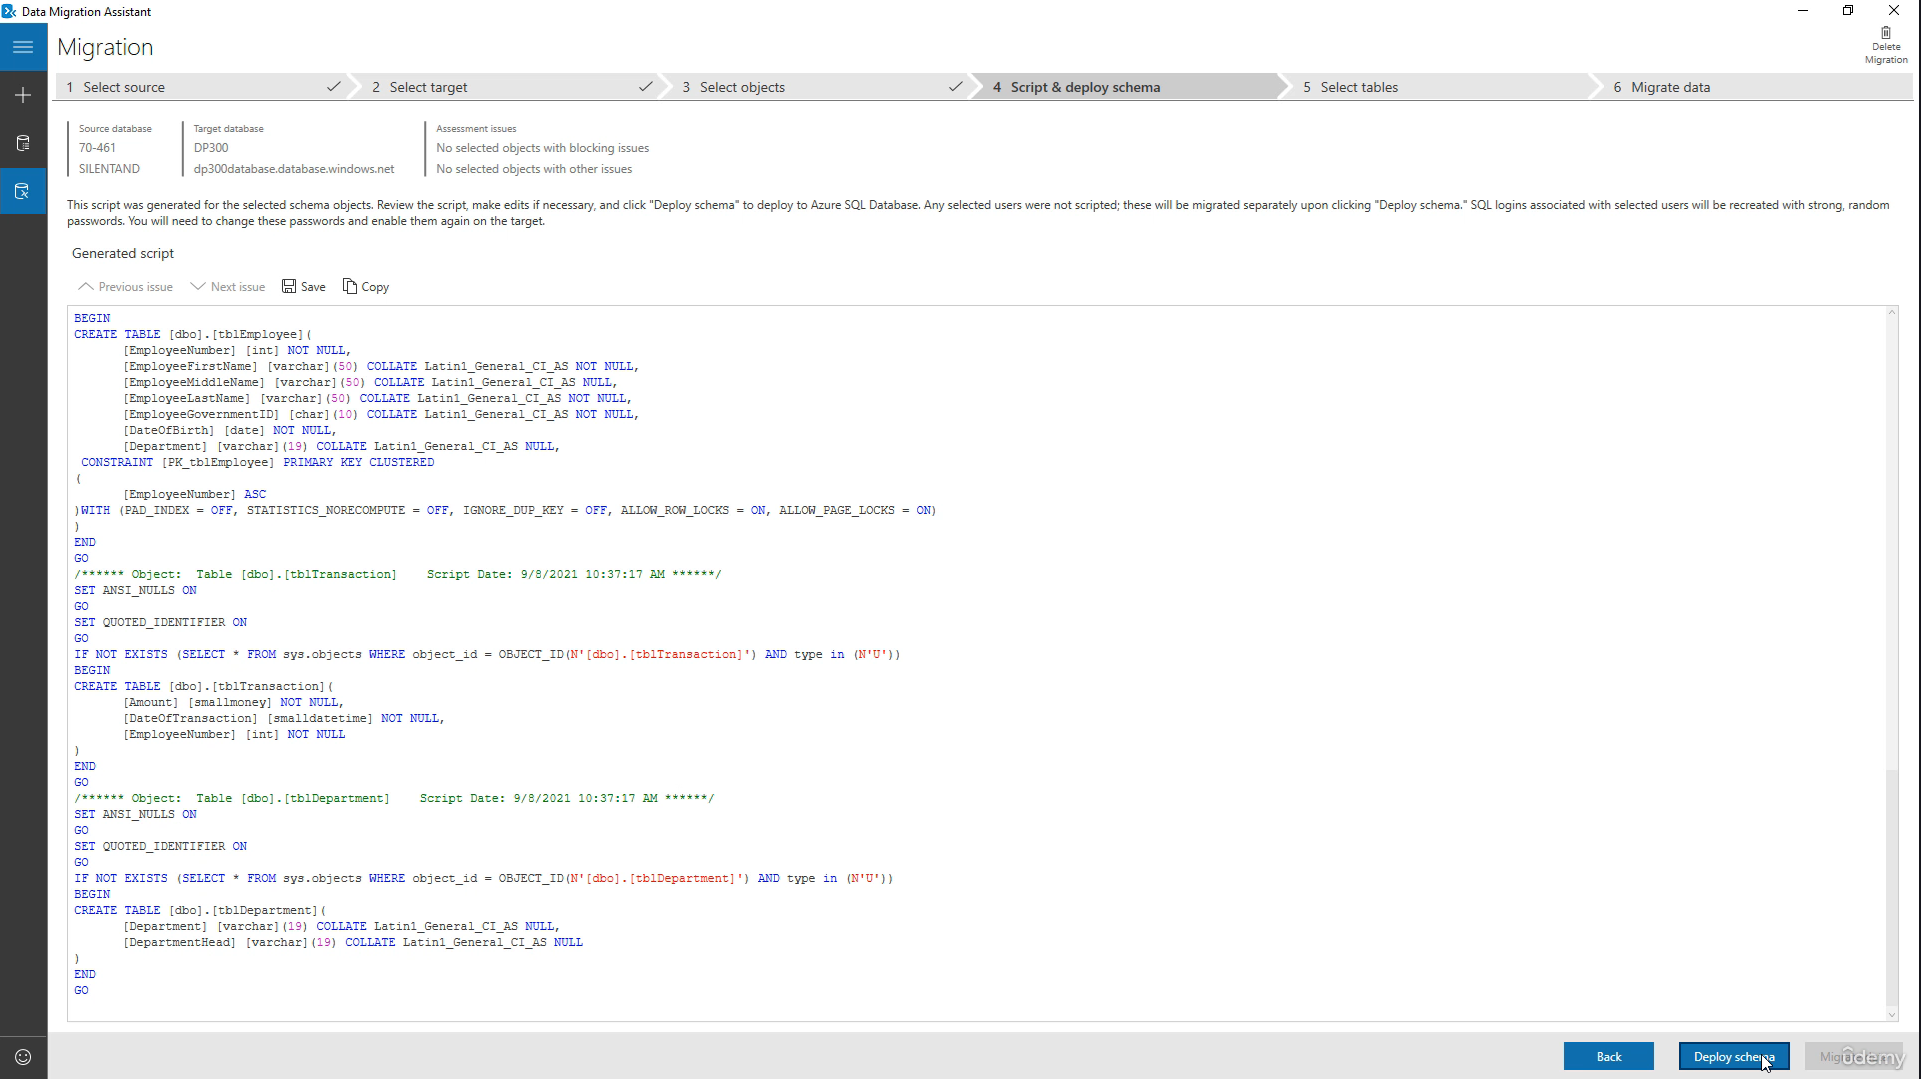 Data Migration Assistant
Migration
Delete
Migration
1 Select source
2 Select target
3 Select objects
4 Script & deploy schema
5 Select tables
6 Migrate data
Source database
70-461
SILENTAND
Target database
DP300
dp300database.database.windows.net
Assessment issues
No selected objects with blocking issues
No selected objects with other issues
This script was generated for the selected schema objects. Review the script, make edits if necessary, and click "Deploy schema" to deploy to Azure SQL Database. Any selected users were not scripted; these will be migrated separately upon clicking "Deploy schema." SQL logins associated with selected users will be recreated with strong, random
passwords. You will need to change these passwords and enable them again on the target.
Generated script
Previous issue Next issue Save Copy
BEGIN
CREATE TABLE [dbo].[tblEmployee](
[EmployeeNumber] [int] NOT NULL,
[EmployeeFirstName] [varchar](50) COLLATE Latin1_General_CI_AS NOT NULL,
[EmployeeMiddleName] [varchar](50) COLLATE Latin1_General_CI_AS NULL,
[EmployeeLastName] [varchar](50) COLLATE Latin1_General_CI_AS NOT NULL,
[EmployeeGovernmentID] [char](10) COLLATE Latin1_General_CI_AS NOT NULL,
[DateOfBirth] [date] NOT NULL,
[Department] [varchar](19) COLLATE Latin1_General_CI_AS NULL,
CONSTRAINT [PK_tblEmployee] PRIMARY KEY CLUSTERED
(
[EmployeeNumber] ASC
)WITH (PAD_INDEX = OFF, STATISTICS_NORECOMPUTE = OFF, IGNORE_DUP_KEY = OFF, ALLOW_ROW_LOCKS = ON, ALLOW_PAGE_LOCKS = ON)
)
END
GO
/****** Object: Table [dbo].[tblTransaction] Script Date: 9/8/2021 10:37:17 AM ******/
SET ANSI_NULLS ON
GO
SET QUOTED_IDENTIFIER ON
GO
IF NOT EXISTS (SELECT * FROM sys.objects WHERE object_id = OBJECT_ID(N'[dbo].[tblTransaction]') AND type in (N'U'))
BEGIN
CREATE TABLE [dbo].[tblTransaction](
[Amount] [smallmoney] NOT NULL,
[DateOfTransaction] [smalldatetime] NOT NULL,
[EmployeeNumber] [int] NOT NULL
)
END
GO
/****** Object: Table [dbo].[tblDepartment] Script Date: 9/8/2021 10:37:17 AM ******/
SET ANSI_NULLS ON
GO
SET QUOTED_IDENTIFIER ON
GO
IF NOT EXISTS (SELECT * FROM sys.objects WHERE object_id = OBJECT_ID(N'[dbo].[tblDepartment]') AND type in (N'U'))
BEGIN
CREATE TABLE [dbo].[tblDepartment](
[Department] [varchar](19) COLLATE Latin1_General_CI_AS NULL,
[DepartmentHead] [varchar](19) COLLATE Latin1_General_CI_AS NULL
)
END
GO
Back
Deploy schema
ûdemy